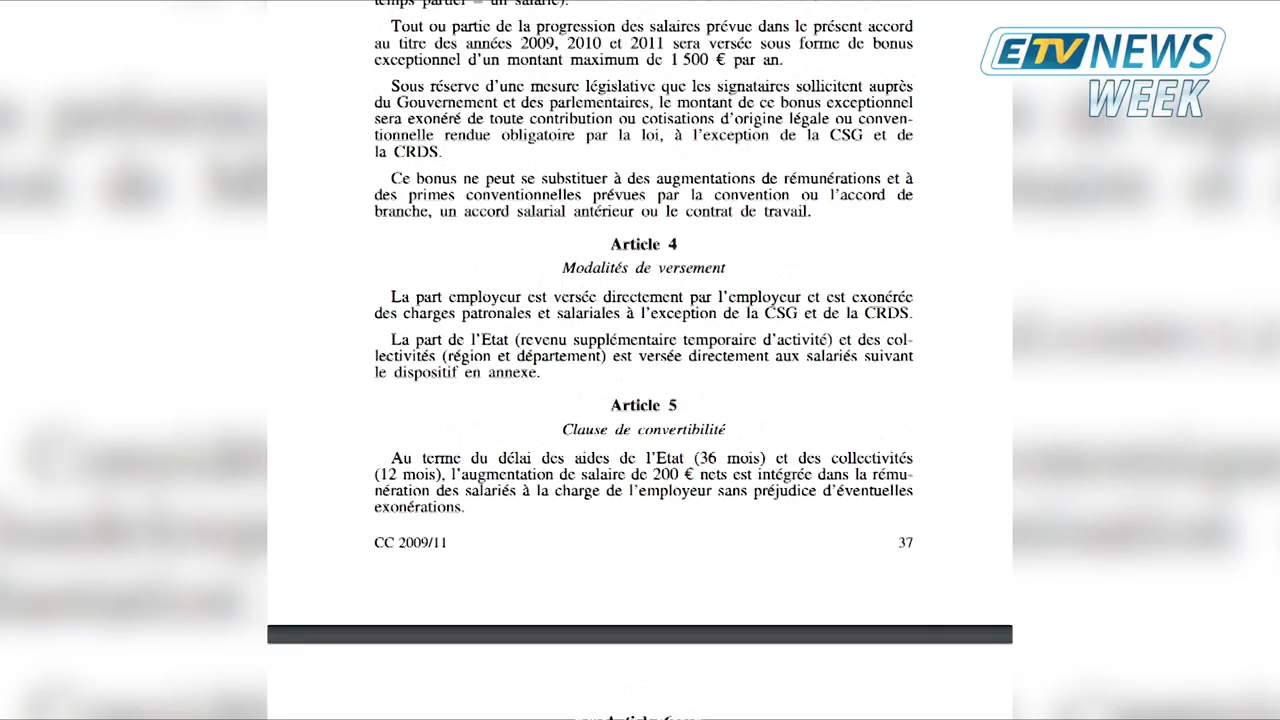 temps partiel = un salarié).
Tout ou partie de la progression des salaires prévue dans le présent accord
au titre des années 2009, 2010 et 2011 sera versée sous forme de bonus
exceptionnel d'un montant maximum de 1 500 € par an.
Sous réserve d'une mesure législative que les signataires sollicitent auprès
du Gouvernement et des parlementaires, le montant de ce bonus exceptionnel
sera exonéré de toute contribution ou cotisations d'origine légale ou conven-
tionnelle rendue obligatoire par la loi, à l'exception de la CSG et de
la CRDS.
Ce bonus ne peut se substituer à des augmentations de rémunérations et à
des primes conventionnelles prévues par la convention ou l'accord de
branche, un accord salarial antérieur ou le contrat de travail.
Article 4
Modalités de versement
La part employeur est versée directement par l'employeur et est exonérée
des charges patronales et salariales à l'exception de la CSG et de la CRDS.
La part de l'Etat (revenu supplémentaire temporaire d'activité) et des col-
lectivités (région et département) est versée directement aux salariés suivant
le dispositif en annexe.
Article 5
Clause de convertibilité
Au terme du délai des aides de l'Etat (36 mois) et des collectivités
(12 mois), l'augmentation de salaire de 200 € nets est intégrée dans la rému-
nération des salariés à la charge de l'employeur sans préjudice d'éventuelles
exonérations.
CC 2009/11 37
ETV NEWS
WEEK